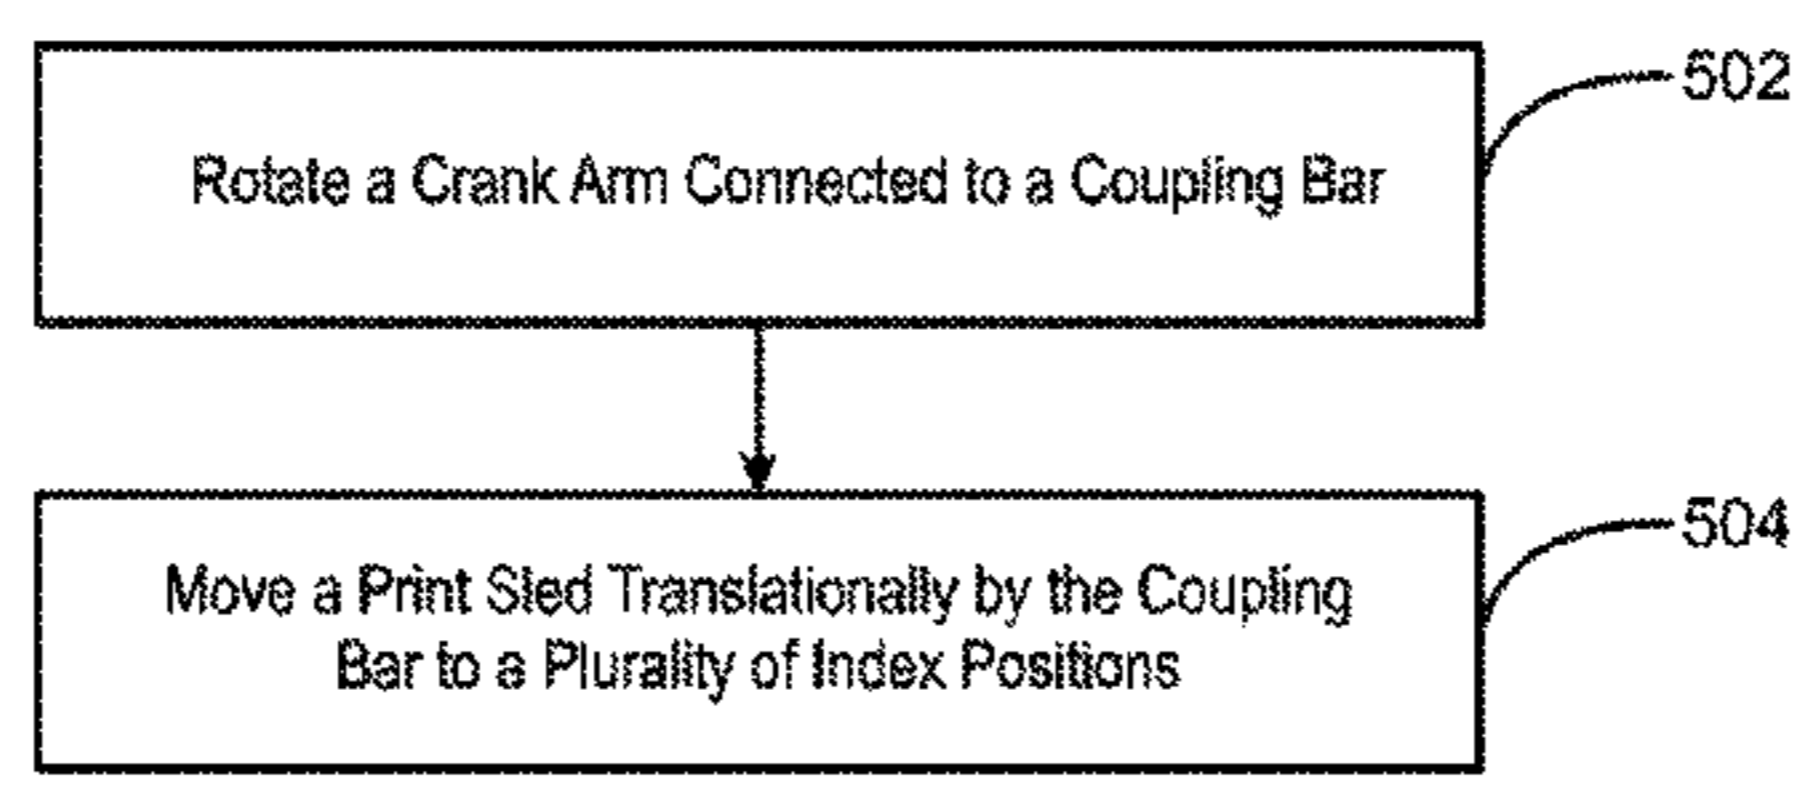 502
Rotate a Crank Arm Connected to a Coupling Bar
504
Move a Print Sled Translationally by the Coupling
Bar to a Plurality of Index Positions